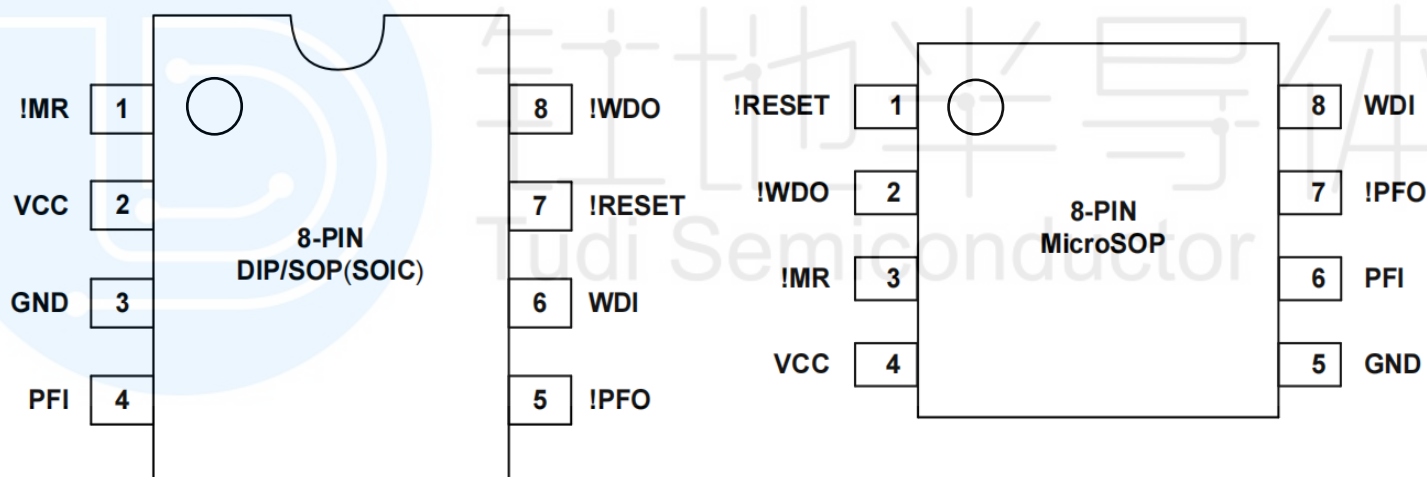 !MR 1 8 !WDO
VCC 2 7 !RESET
8-PIN
DIP/SOP(SOIC)
GND 3 6 WDI
PFI 4 5 !PFO
!RESET 1 8 WDI
!WDO 2 7 !PFO
8-PIN
MicroSOP
!MR 3 6 PFI
VCC 4 5 GND
钍地半导体
Tudi Semiconductor